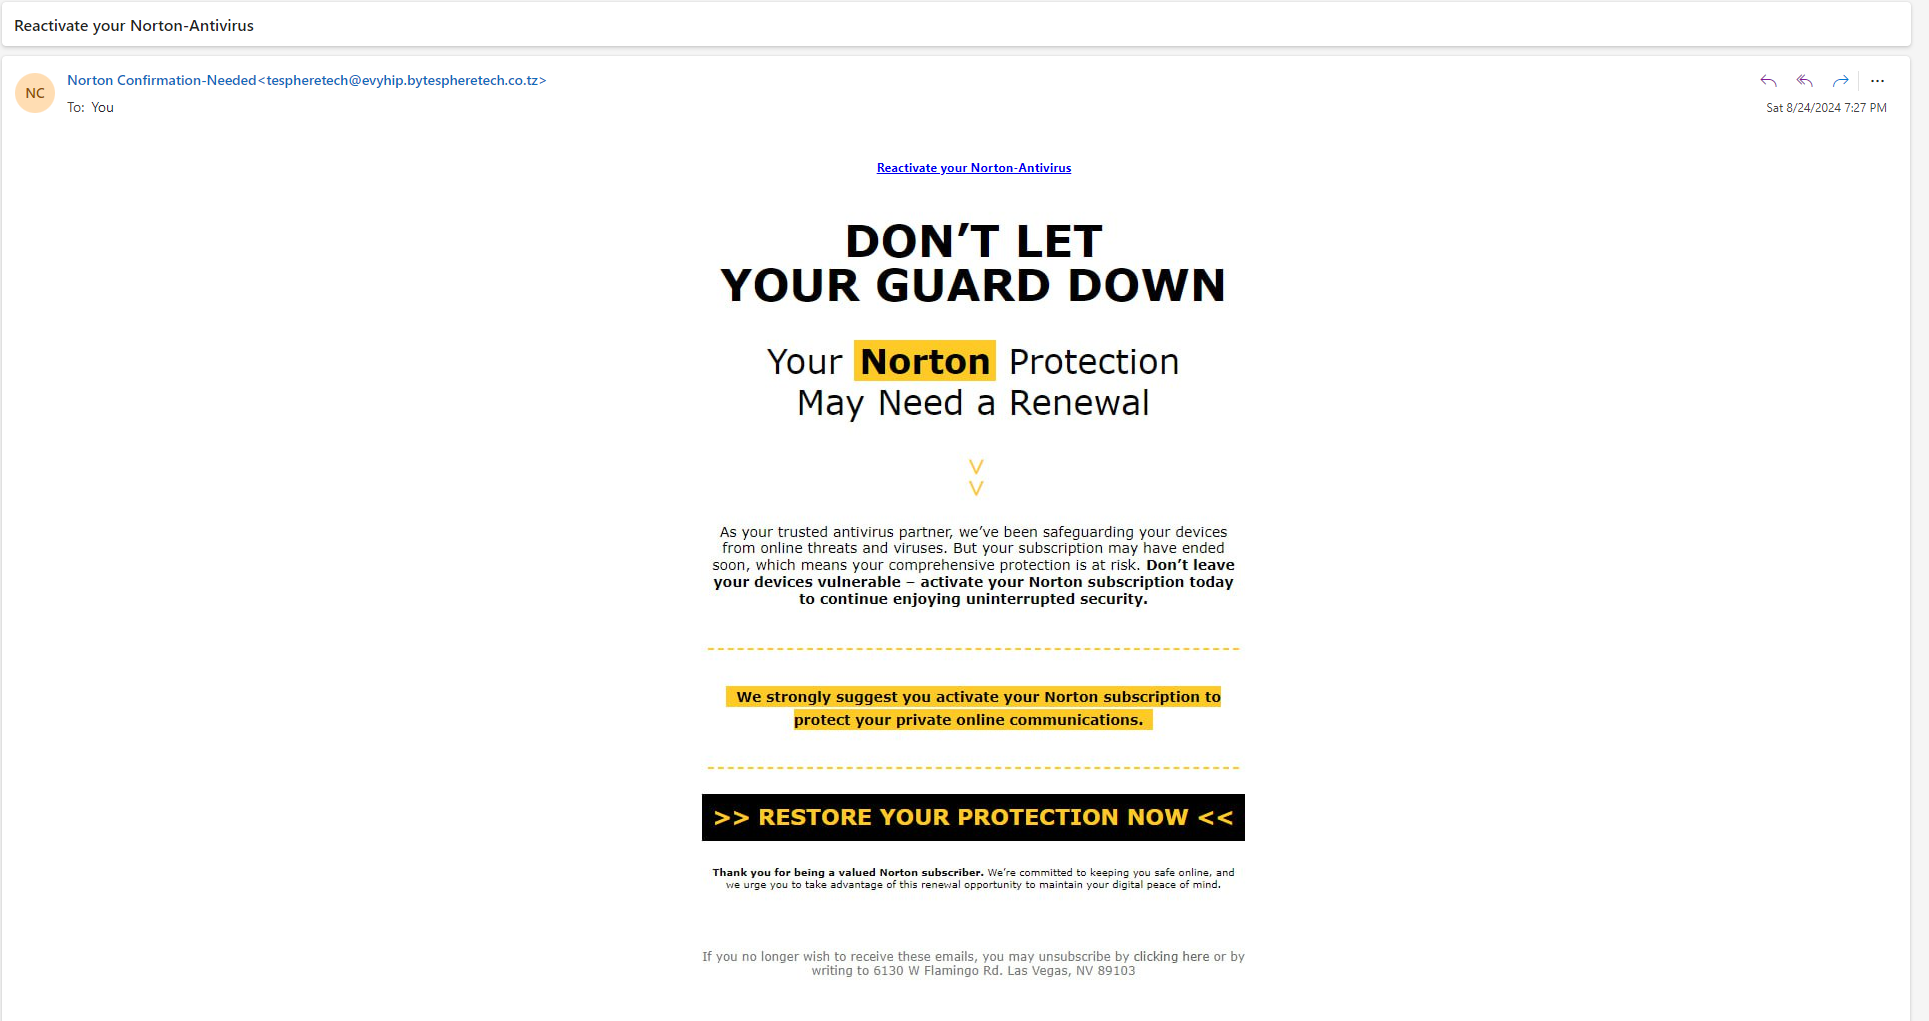 Reactivate your Norton-Antivirus
NC
Norton Confirmation-Needed<tespheretech@evyhip.bytespheretech.co.tz>
To: You
Sat 8/24/2024 7:27 PM
Reactivate your Norton-Antivirus
DON’T LET
YOUR GUARD DOWN
Your Norton Protection
May Need a Renewal
As your trusted antivirus partner, we’ve been safeguarding your devices
from online threats and viruses. But your subscription may have ended
soon, which means your comprehensive protection is at risk. Don’t leave
your devices vulnerable – activate your Norton subscription today
to continue enjoying uninterrupted security.
We strongly suggest you activate your Norton subscription to
protect your private online communications.
>> RESTORE YOUR PROTECTION NOW <<
Thank you for being a valued Norton subscriber. We’re committed to keeping you safe online, and
we urge you to take advantage of this renewal opportunity to maintain your digital peace of mind.
If you no longer wish to receive these emails, you may unsubscribe by clicking here or by
writing to 6130 W Flamingo Rd. Las Vegas, NV 89103